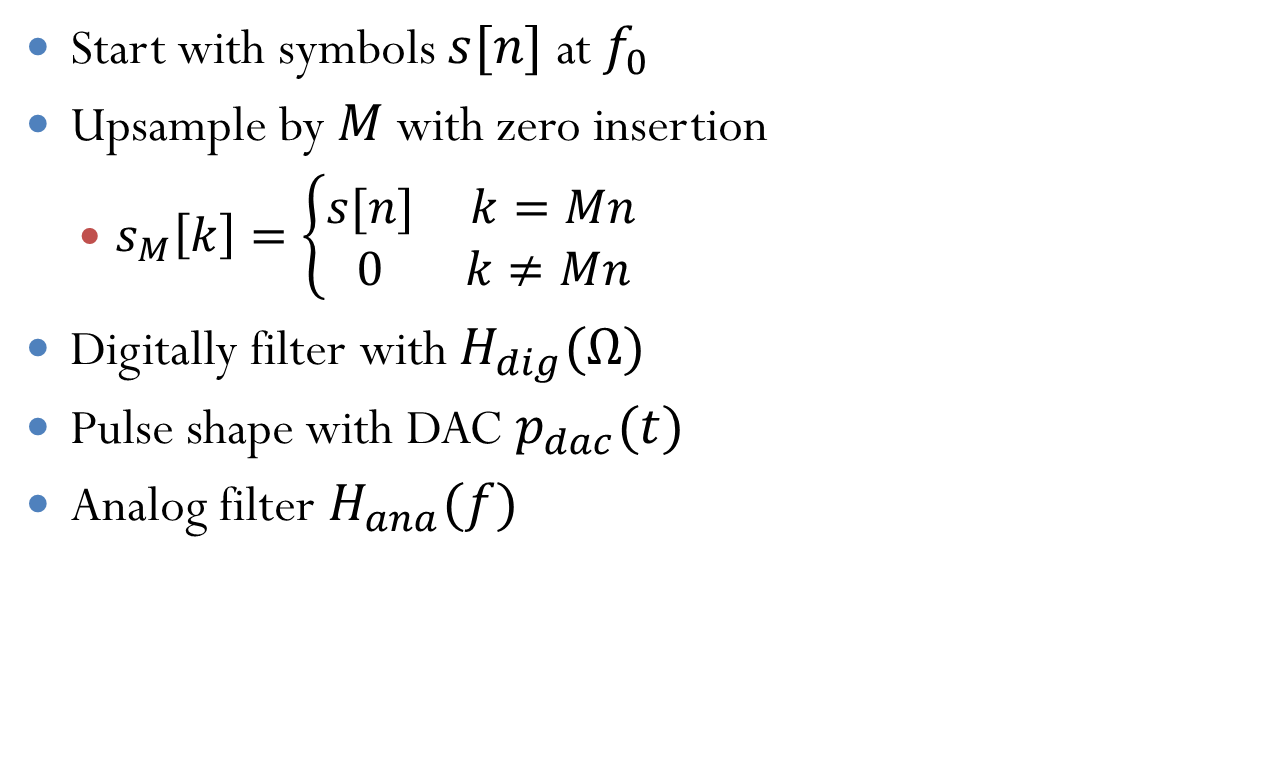 • Start with symbols s[n] at f₀
• Upsample by M with zero insertion
• s_M[k] = { s[n]   k = Mn
0   k ≠ Mn
• Digitally filter with H_dig(Ω)
• Pulse shape with DAC p_dac(t)
• Analog filter H_ana(f)